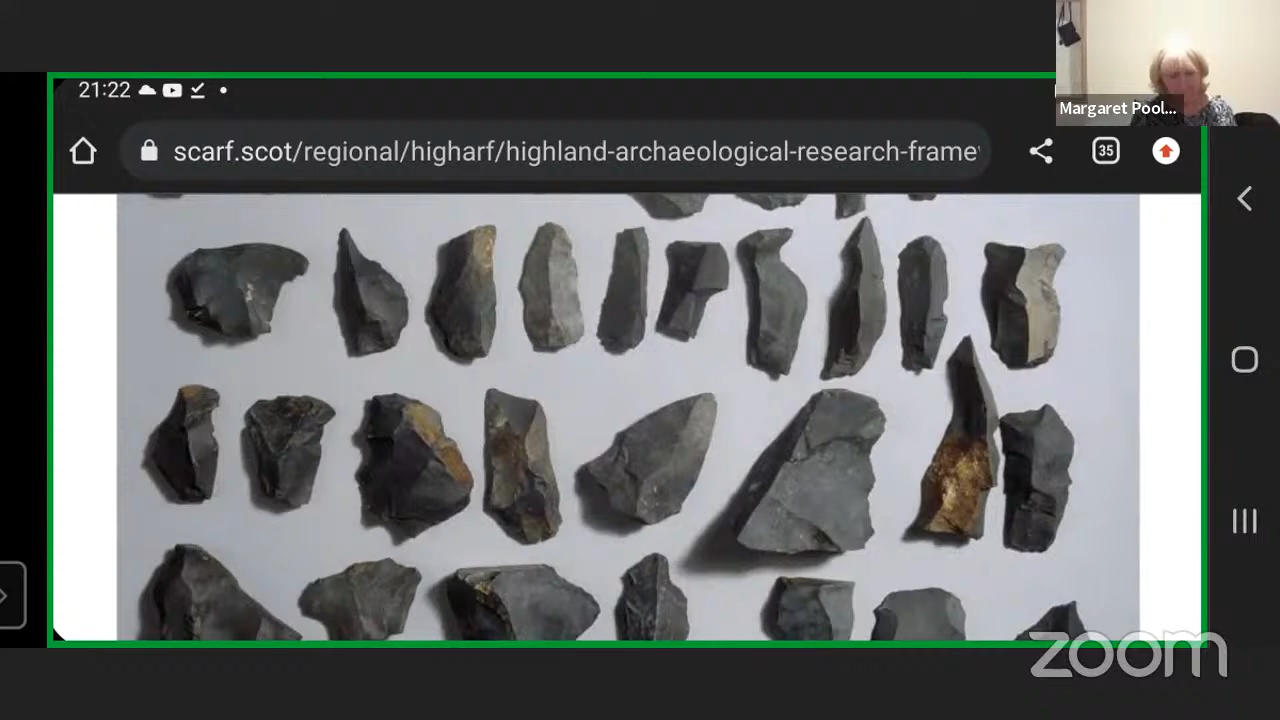 21:22
scarf.scot/regional/higharf/highland-archaeological-research-frame
35
Margaret Pool...
zoom